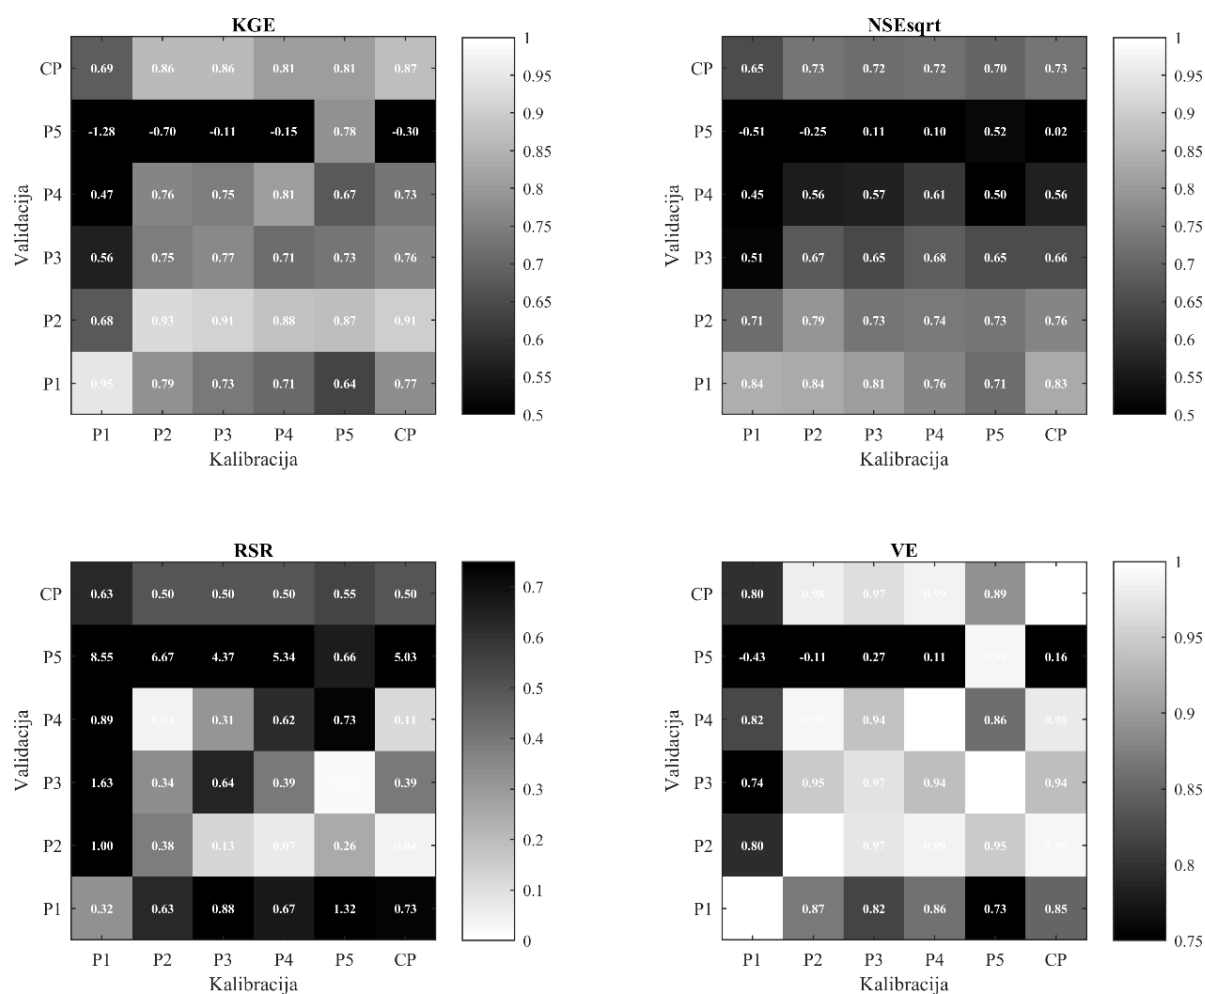 KGE
CP 0.69 0.86 0.86 0.81 0.81 0.87
P5 -1.28 -0.70 -0.11 -0.15 0.78 -0.30
P4 0.47 0.76 0.75 0.81 0.67 0.73
P3 0.56 0.75 0.77 0.71 0.73 0.76
P2 0.68 0.93 0.91 0.88 0.87 0.91
P1 0.95 0.79 0.73 0.71 0.64 0.77
P1 P2 P3 P4 P5 CP
Validacija
Kalibracija
1
0.95
0.9
0.85
0.8
0.75
0.7
0.65
0.6
0.55
0.5
NSEsqrt
CP 0.65 0.73 0.72 0.72 0.70 0.73
P5 -0.51 -0.25 0.11 0.10 0.52 0.02
P4 0.45 0.56 0.57 0.61 0.50 0.56
P3 0.51 0.67 0.65 0.68 0.65 0.66
P2 0.71 0.79 0.73 0.74 0.73 0.76
P1 0.84 0.84 0.81 0.76 0.71 0.83
P1 P2 P3 P4 P5 CP
Validacija
Kalibracija
1
0.95
0.9
0.85
0.8
0.75
0.7
0.65
0.6
0.55
0.5
RSR
CP 0.63 0.50 0.50 0.50 0.55 0.50
P5 8.55 6.67 4.37 5.34 0.66 5.03
P4 0.89 0.31 0.62 0.73 0.11
P3 1.63 0.34 0.64 0.39 0.39
P2 1.00 0.38 0.13 0.07 0.26 0.04
P1 0.32 0.63 0.88 0.67 1.32 0.73
P1 P2 P3 P4 P5 CP
Validacija
Kalibracija
0.7
0.6
0.5
0.4
0.3
0.2
0.1
0
VE
CP 0.80 0.98 0.97 0.99 0.89
P5 -0.43 -0.11 0.27 0.11 0.16
P4 0.82 0.99 0.94 0.86 0.98
P3 0.74 0.95 0.97 0.94 0.94
P2 0.80 0.97 0.99 0.95
P1 0.87 0.82 0.86 0.73 0.85
P1 P2 P3 P4 P5 CP
Validacija
Kalibracija
1
0.95
0.9
0.85
0.8
0.75